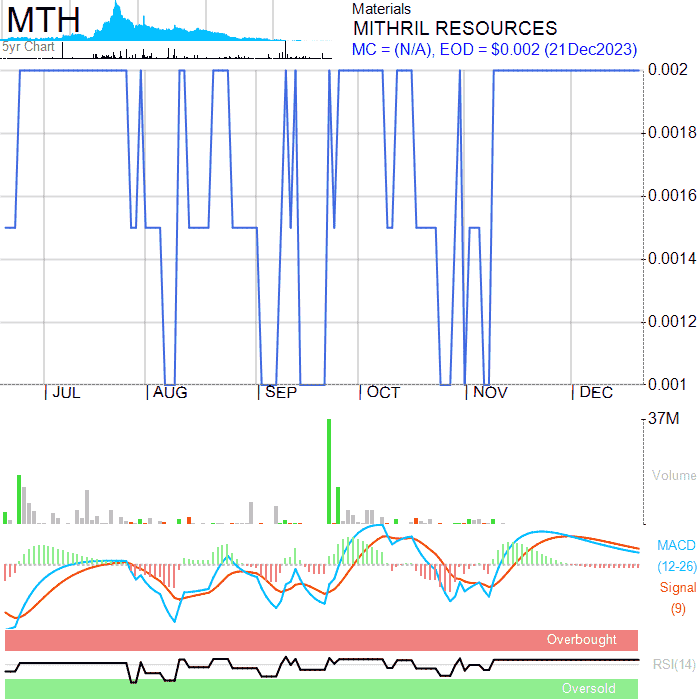 MTH
5yr Chart
Materials
MITHRIL RESOURCES
MC = (N/A), EOD = $0.002 (21Dec2023)
0.002
0.0018
0.0016
0.0014
0.0012
0.001
JUL AUG SEP OCT NOV DEC
37M
Volume
MACD
(12-26)
Signal
(9)
Overbought
RSI(14)
Oversold